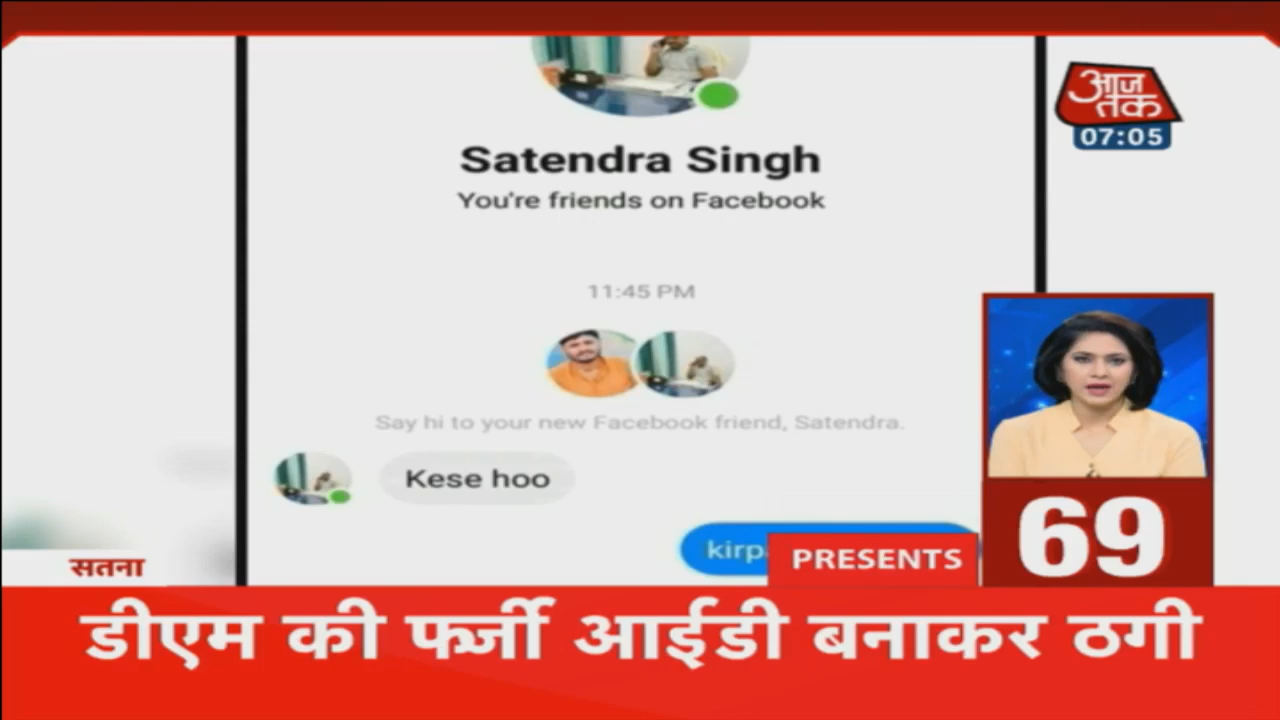 आज
तक
07:05
Satendra Singh
You're friends on Facebook
11:45 PM
Say hi to your new Facebook friend, Satendra.
Kese hoo
PRESENTS
69
सतना
डीएम की फर्जी आईडी बनाकर ठगी